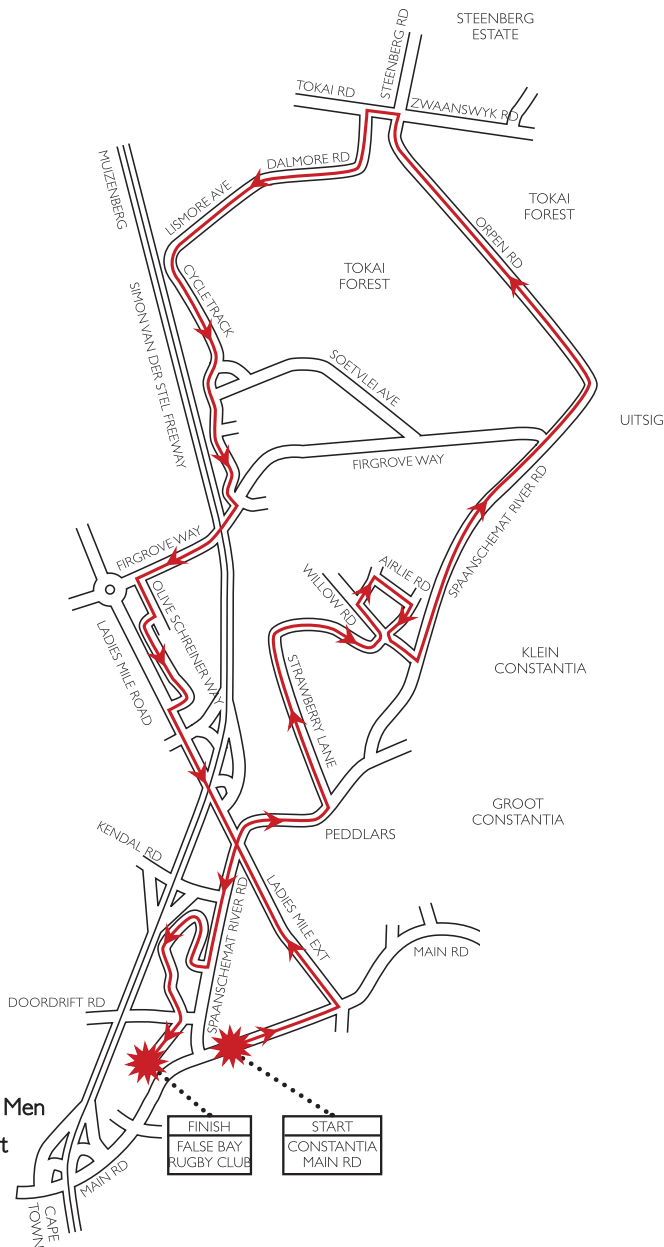 STEENBERG
ESTATE
STEENBERG RD
TOKAI RD
ZWAANSWYK RD
DALMORE RD
MUIZENBERG
LISMORE AVE
TOKAI
FOREST
ORPEN RD
TOKAI
FOREST
CYCLE TRACK
SIMON VAN DER STEL FREEWAY
SOETVLEI AVE
UITSIG
FIRGROVE WAY
SPAANSCHEMAT RIVER RD
FIRGROVE WAY
AIRLIE RD
WILLOW RD
OLIVE SCHREINER WAY
LADIES MILE ROAD
KLEIN
CONSTANTIA
STRAWBERRY LANE
GROOT
CONSTANTIA
PEDDLARS
KENDAL RD
LADIES MILE EXT
SPAANSCHEMAT RIVER RD
MAIN RD
DOORDRIFT RD
Men
t
FINISH
FALSE BAY
RUGBY CLUB
START
CONSTANTIA
MAIN RD
MAIN RD
CAPE
TOWN